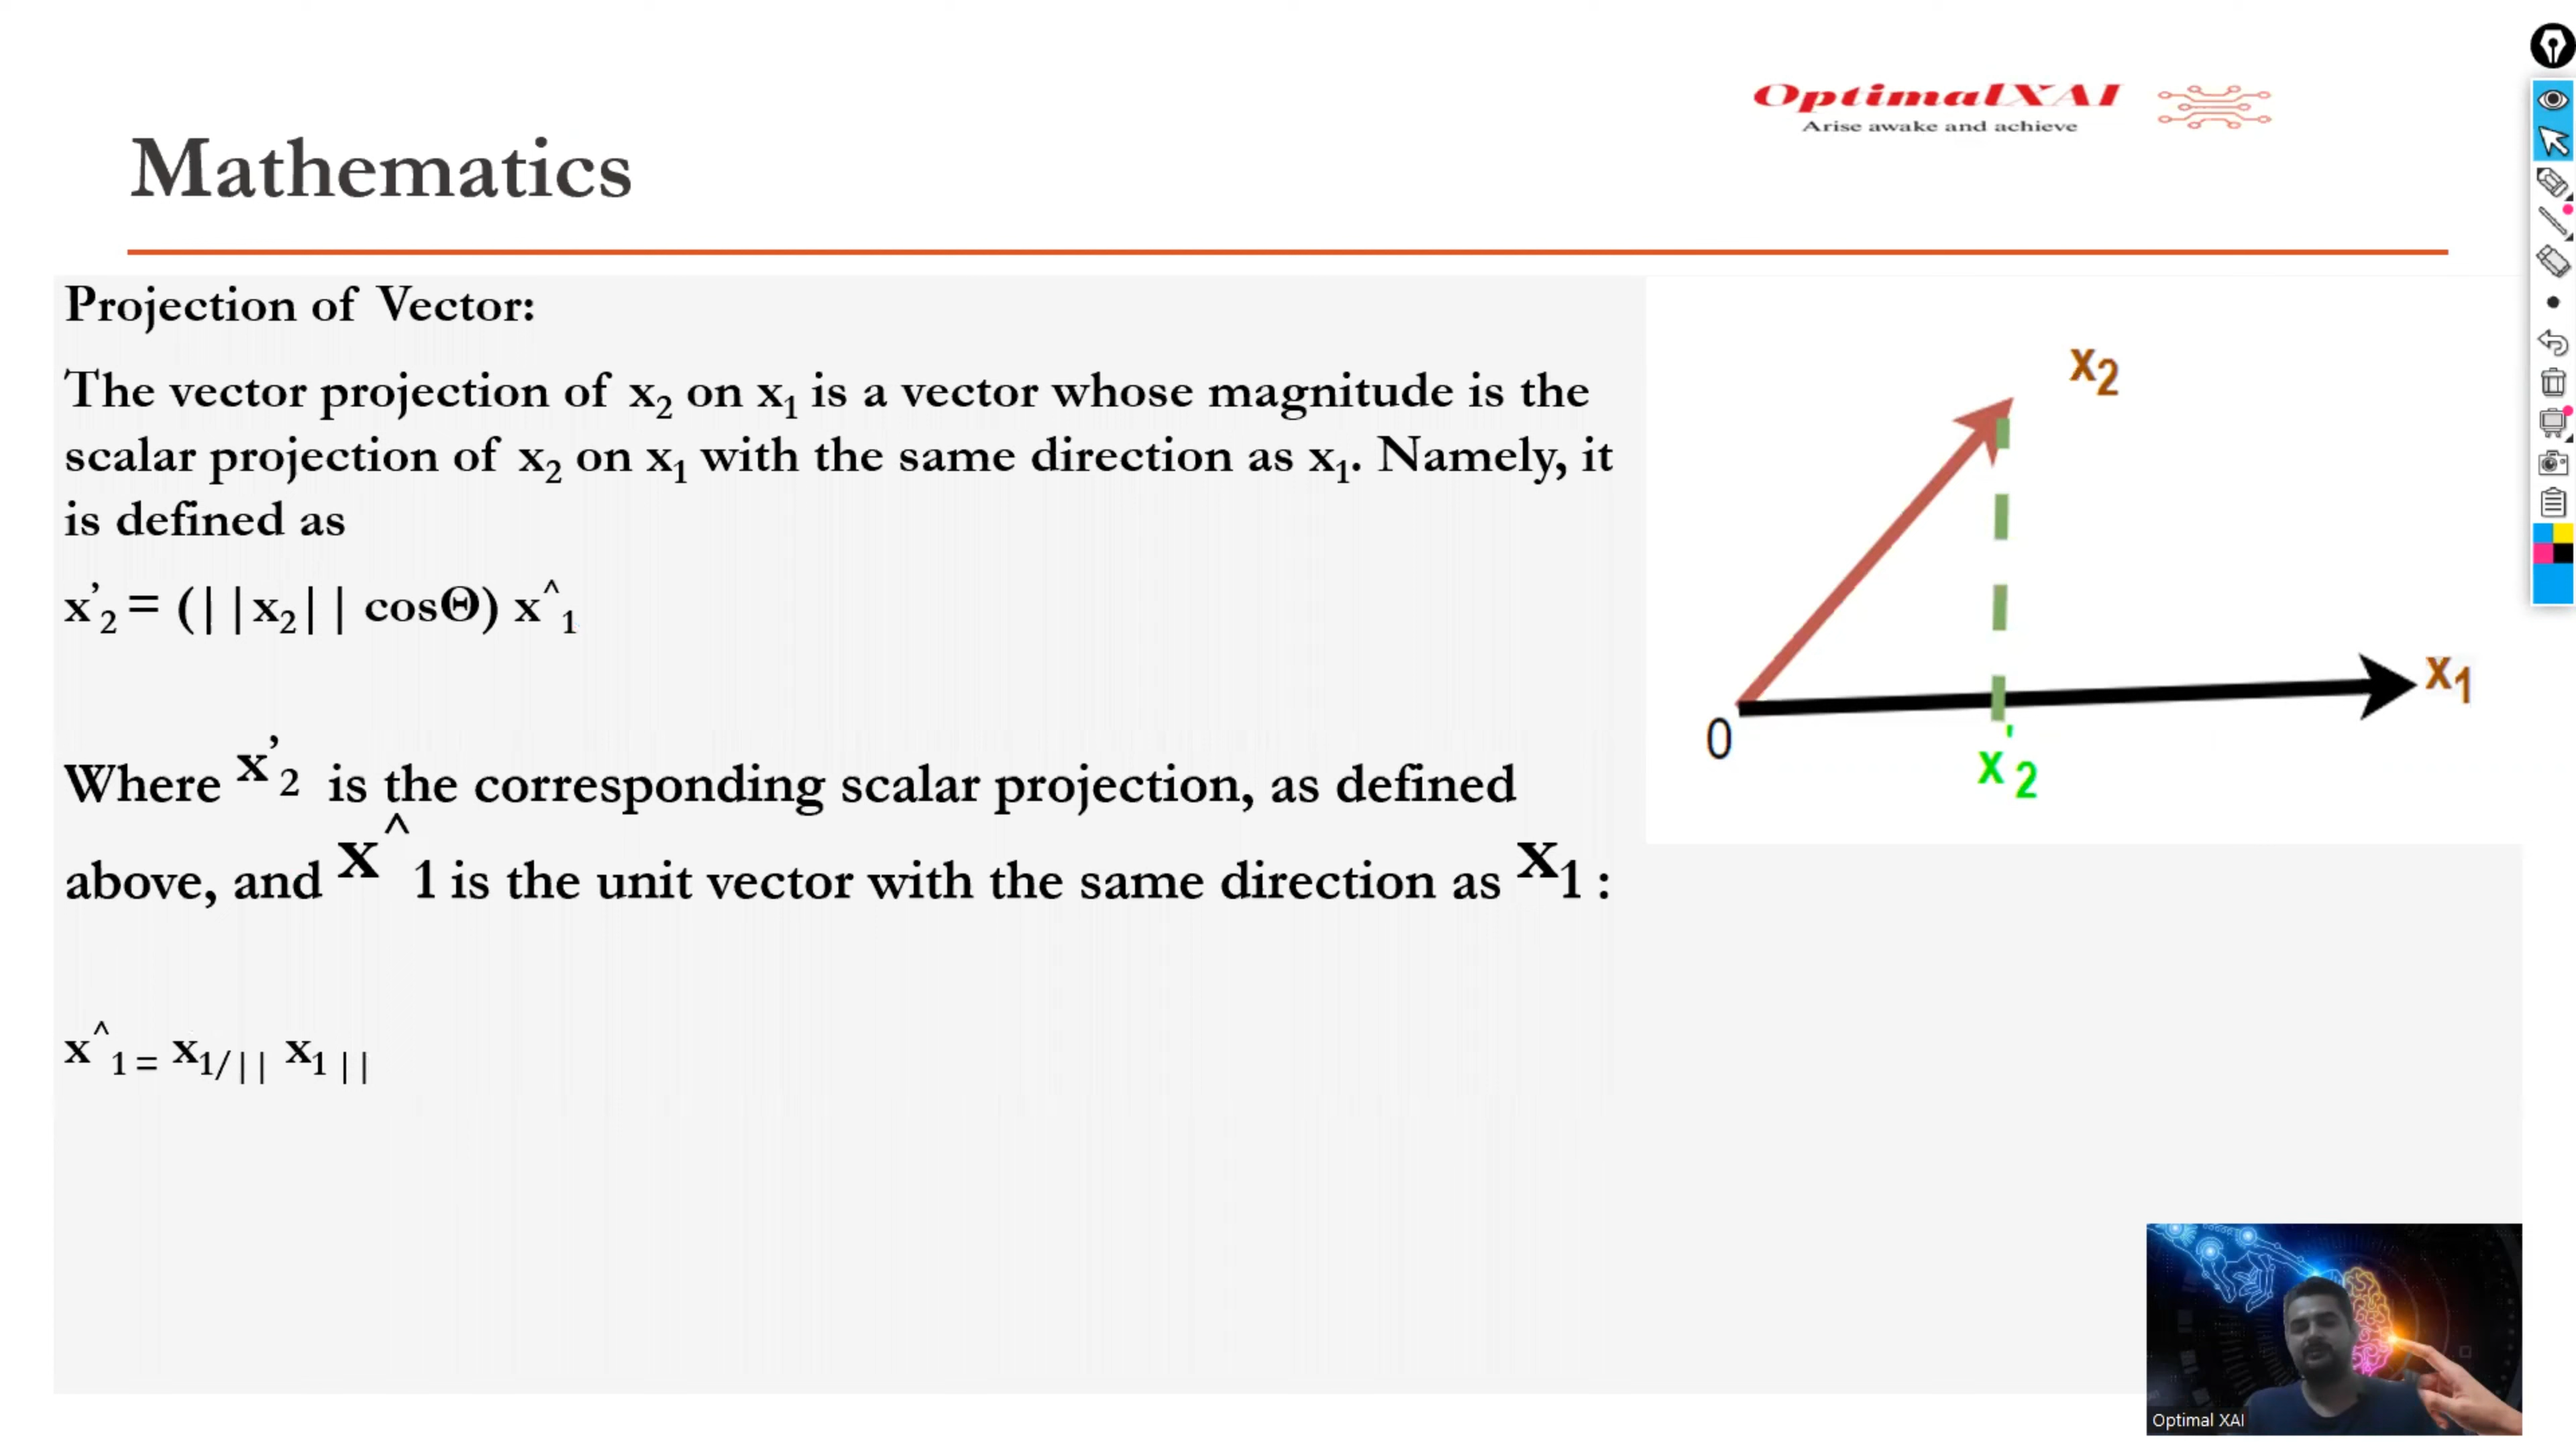 OptimalXAI
Arise awake and achieve
Mathematics
Projection of Vector:
The vector projection of x₂ on x₁ is a vector whose magnitude is the
scalar projection of x₂ on x₁ with the same direction as x₁. Namely, it
is defined as
x’₂ = (||x₂|| cosΘ) x^₁
Where x’2 is the corresponding scalar projection, as defined
above, and x^1 is the unit vector with the same direction as x1 :
x^₁ = x₁/|| x₁ ||
x₂
x₁
0
x'₂
Optimal XAI